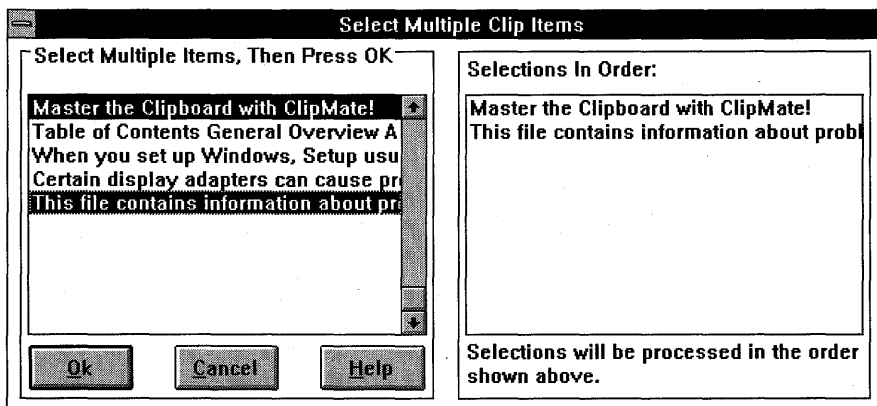 Select Multiple Clip Items
Select Multiple Items, Then Press OK
Master the Clipboard with ClipMate!
Table of Contents General Overview A
When you set up Windows, Setup usu
Certain display adapters can cause pr
This file contains information about pr
Ok
Cancel
Help
Selections In Order:
Master the Clipboard with ClipMate!
This file contains information about probl
Selections will be processed in the order
shown above.